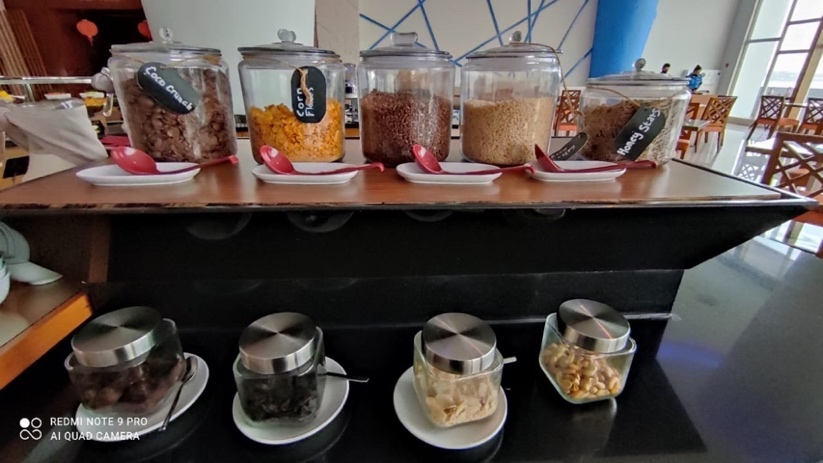 Coco Crunch
Corn
Flakes
Honey Stars
REDMI NOTE 9 PRO
AI QUAD CAMERA